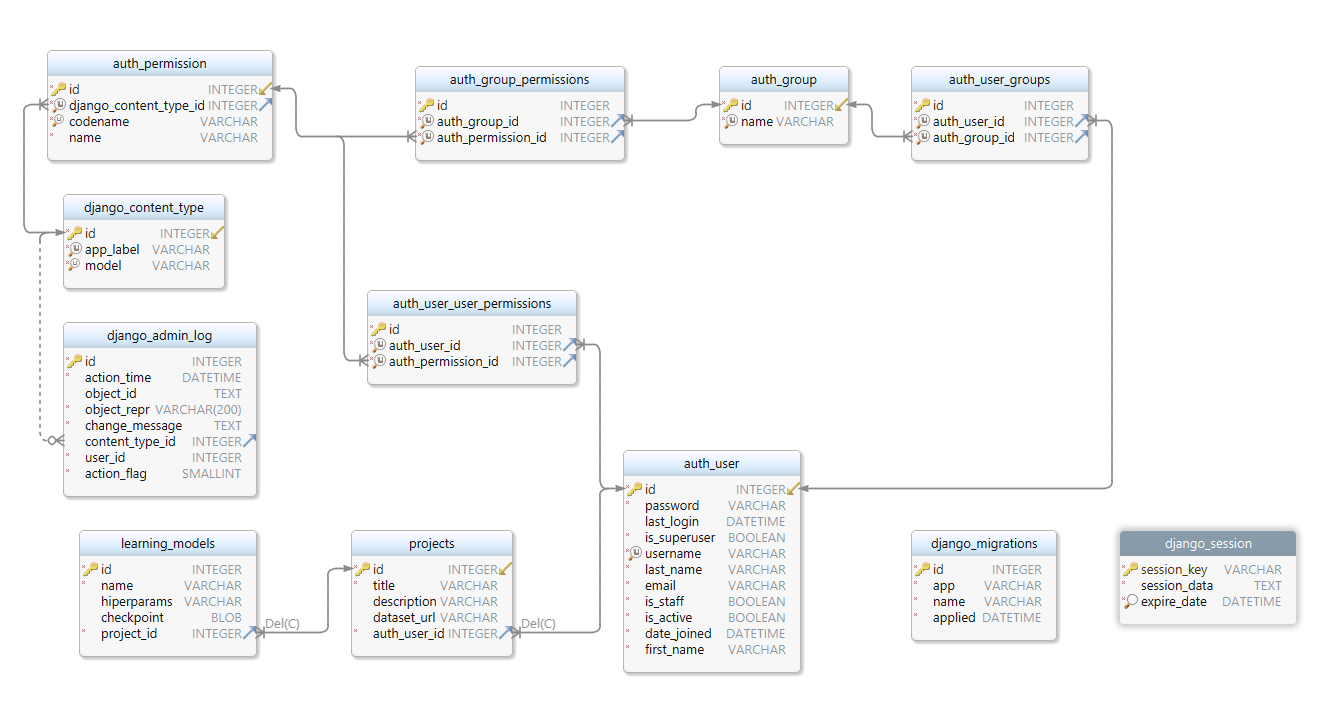 auth_permission
id INTEGER
django_content_type_id INTEGER
codename VARCHAR
name VARCHAR
auth_group_permissions
id INTEGER
auth_group_id INTEGER
auth_permission_id INTEGER
auth_group
id INTEGER
name VARCHAR
auth_user_groups
id INTEGER
auth_user_id INTEGER
auth_group_id INTEGER
django_content_type
id INTEGER
app_label VARCHAR
model VARCHAR
auth_user_user_permissions
id INTEGER
auth_user_id INTEGER
auth_permission_id INTEGER
django_admin_log
id INTEGER
action_time DATETIME
object_id TEXT
object_repr VARCHAR(200)
change_message TEXT
content_type_id INTEGER
user_id INTEGER
action_flag SMALLINT
auth_user
id INTEGER
password VARCHAR
last_login DATETIME
is_superuser BOOLEAN
username VARCHAR
last_name VARCHAR
email VARCHAR
is_staff BOOLEAN
is_active BOOLEAN
date_joined DATETIME
first_name VARCHAR
learning_models
id INTEGER
name VARCHAR
hiperparams VARCHAR
checkpoint BLOB
project_id INTEGER
Del(C)
projects
id INTEGER
title VARCHAR
description VARCHAR
dataset_url VARCHAR
auth_user_id INTEGER
Del(C)
django_migrations
id INTEGER
app VARCHAR
name VARCHAR
applied DATETIME
django_session
session_key VARCHAR
session_data TEXT
expire_date DATETIME